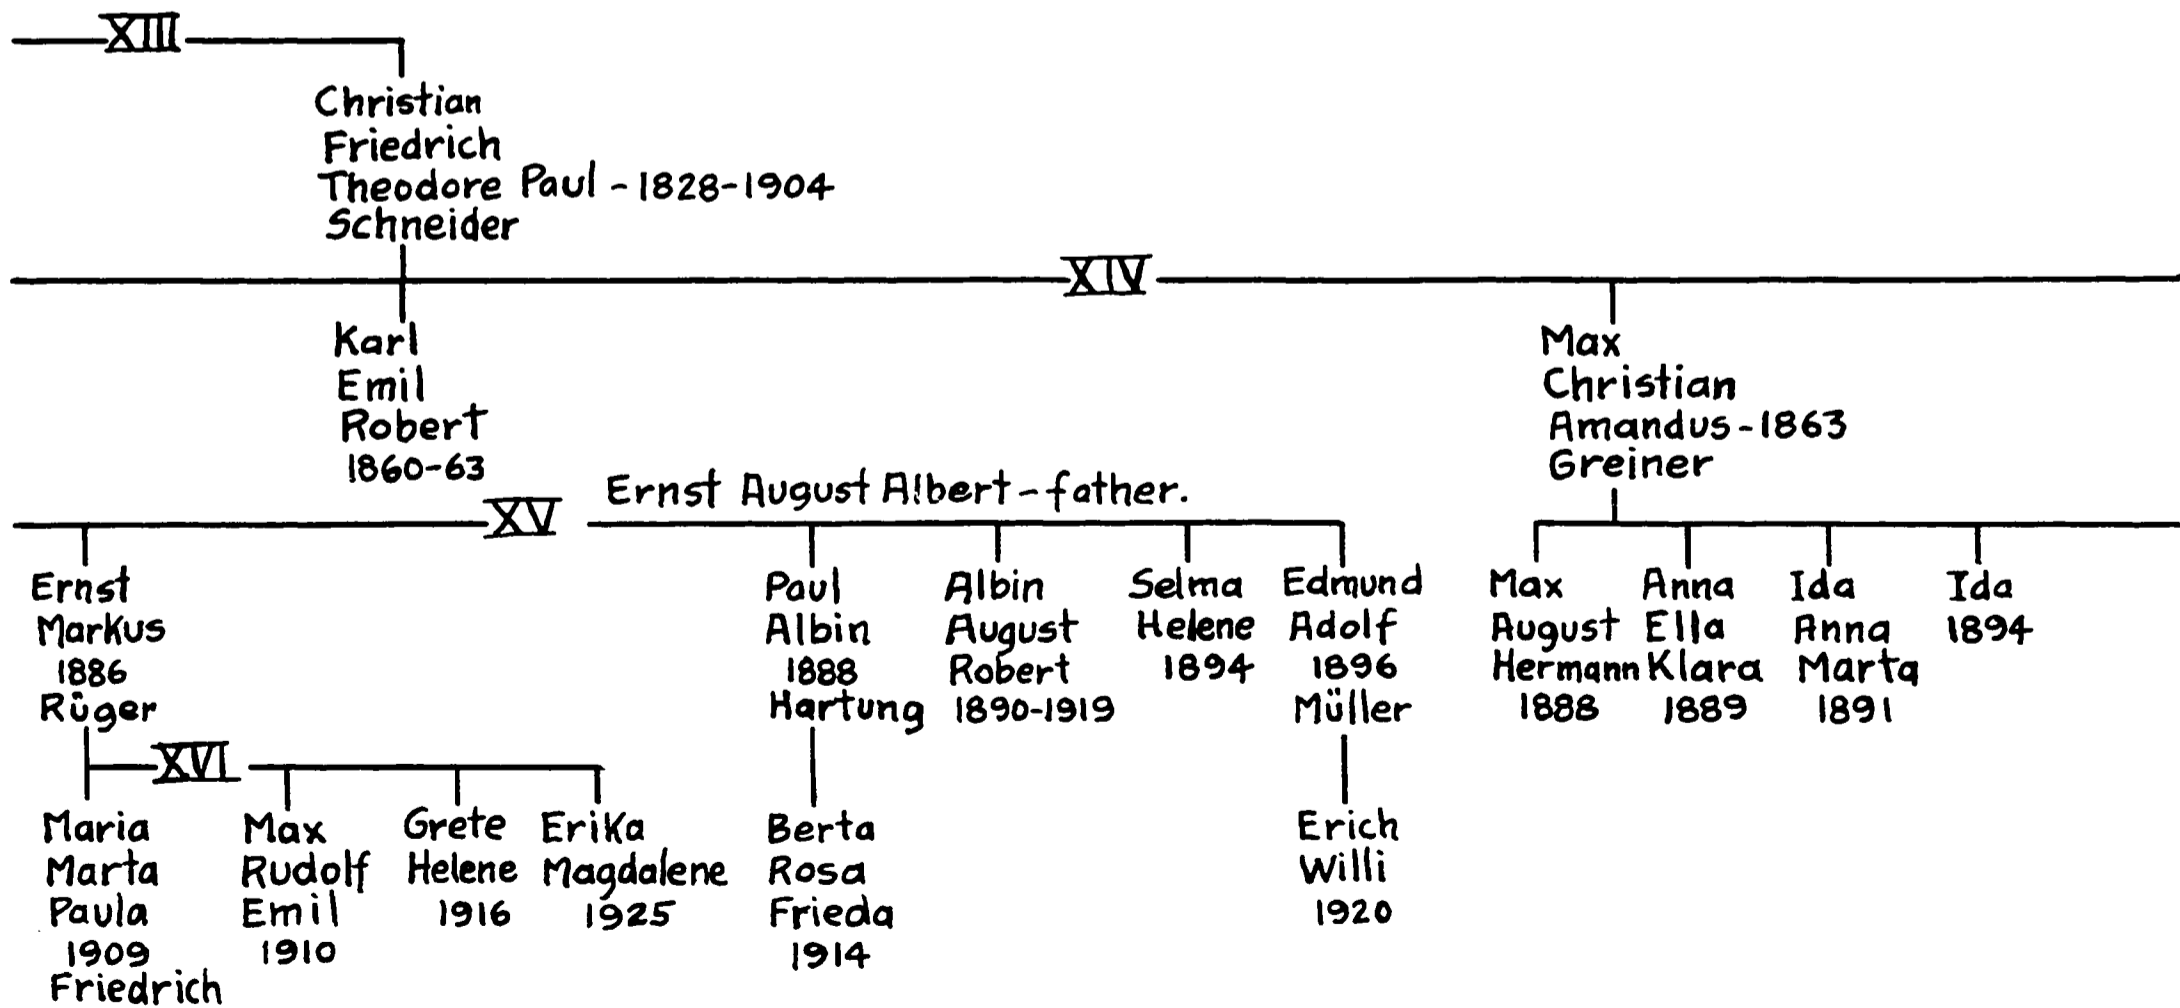 XIII
Christian
Friedrich
Theodore Paul - 1828-1904
Schneider
XIV
Karl
Emil
Robert
1860-63
Max
Christian
Amandus - 1863
Greiner
XV
Ernst August Albert - father.
Ernst
Markus
1886
Rüger
Paul
Albin
1888
Hartung
Albin
August
Robert
1890-1919
Selma
Helene
1894
Edmund
Adolf
1896
Müller
Max
August
Hermann
1888
Anna
Ella
Klara
1889
Ida
Anna
Marta
1891
Ida
1894
XVI
Maria
Marta
Paula
1909
Friedrich
Max
Rudolf
Emil
1910
Grete
Helene
1916
Erika
Magdalene
1925
Berta
Rosa
Frieda
1914
Erich
Willi
1920